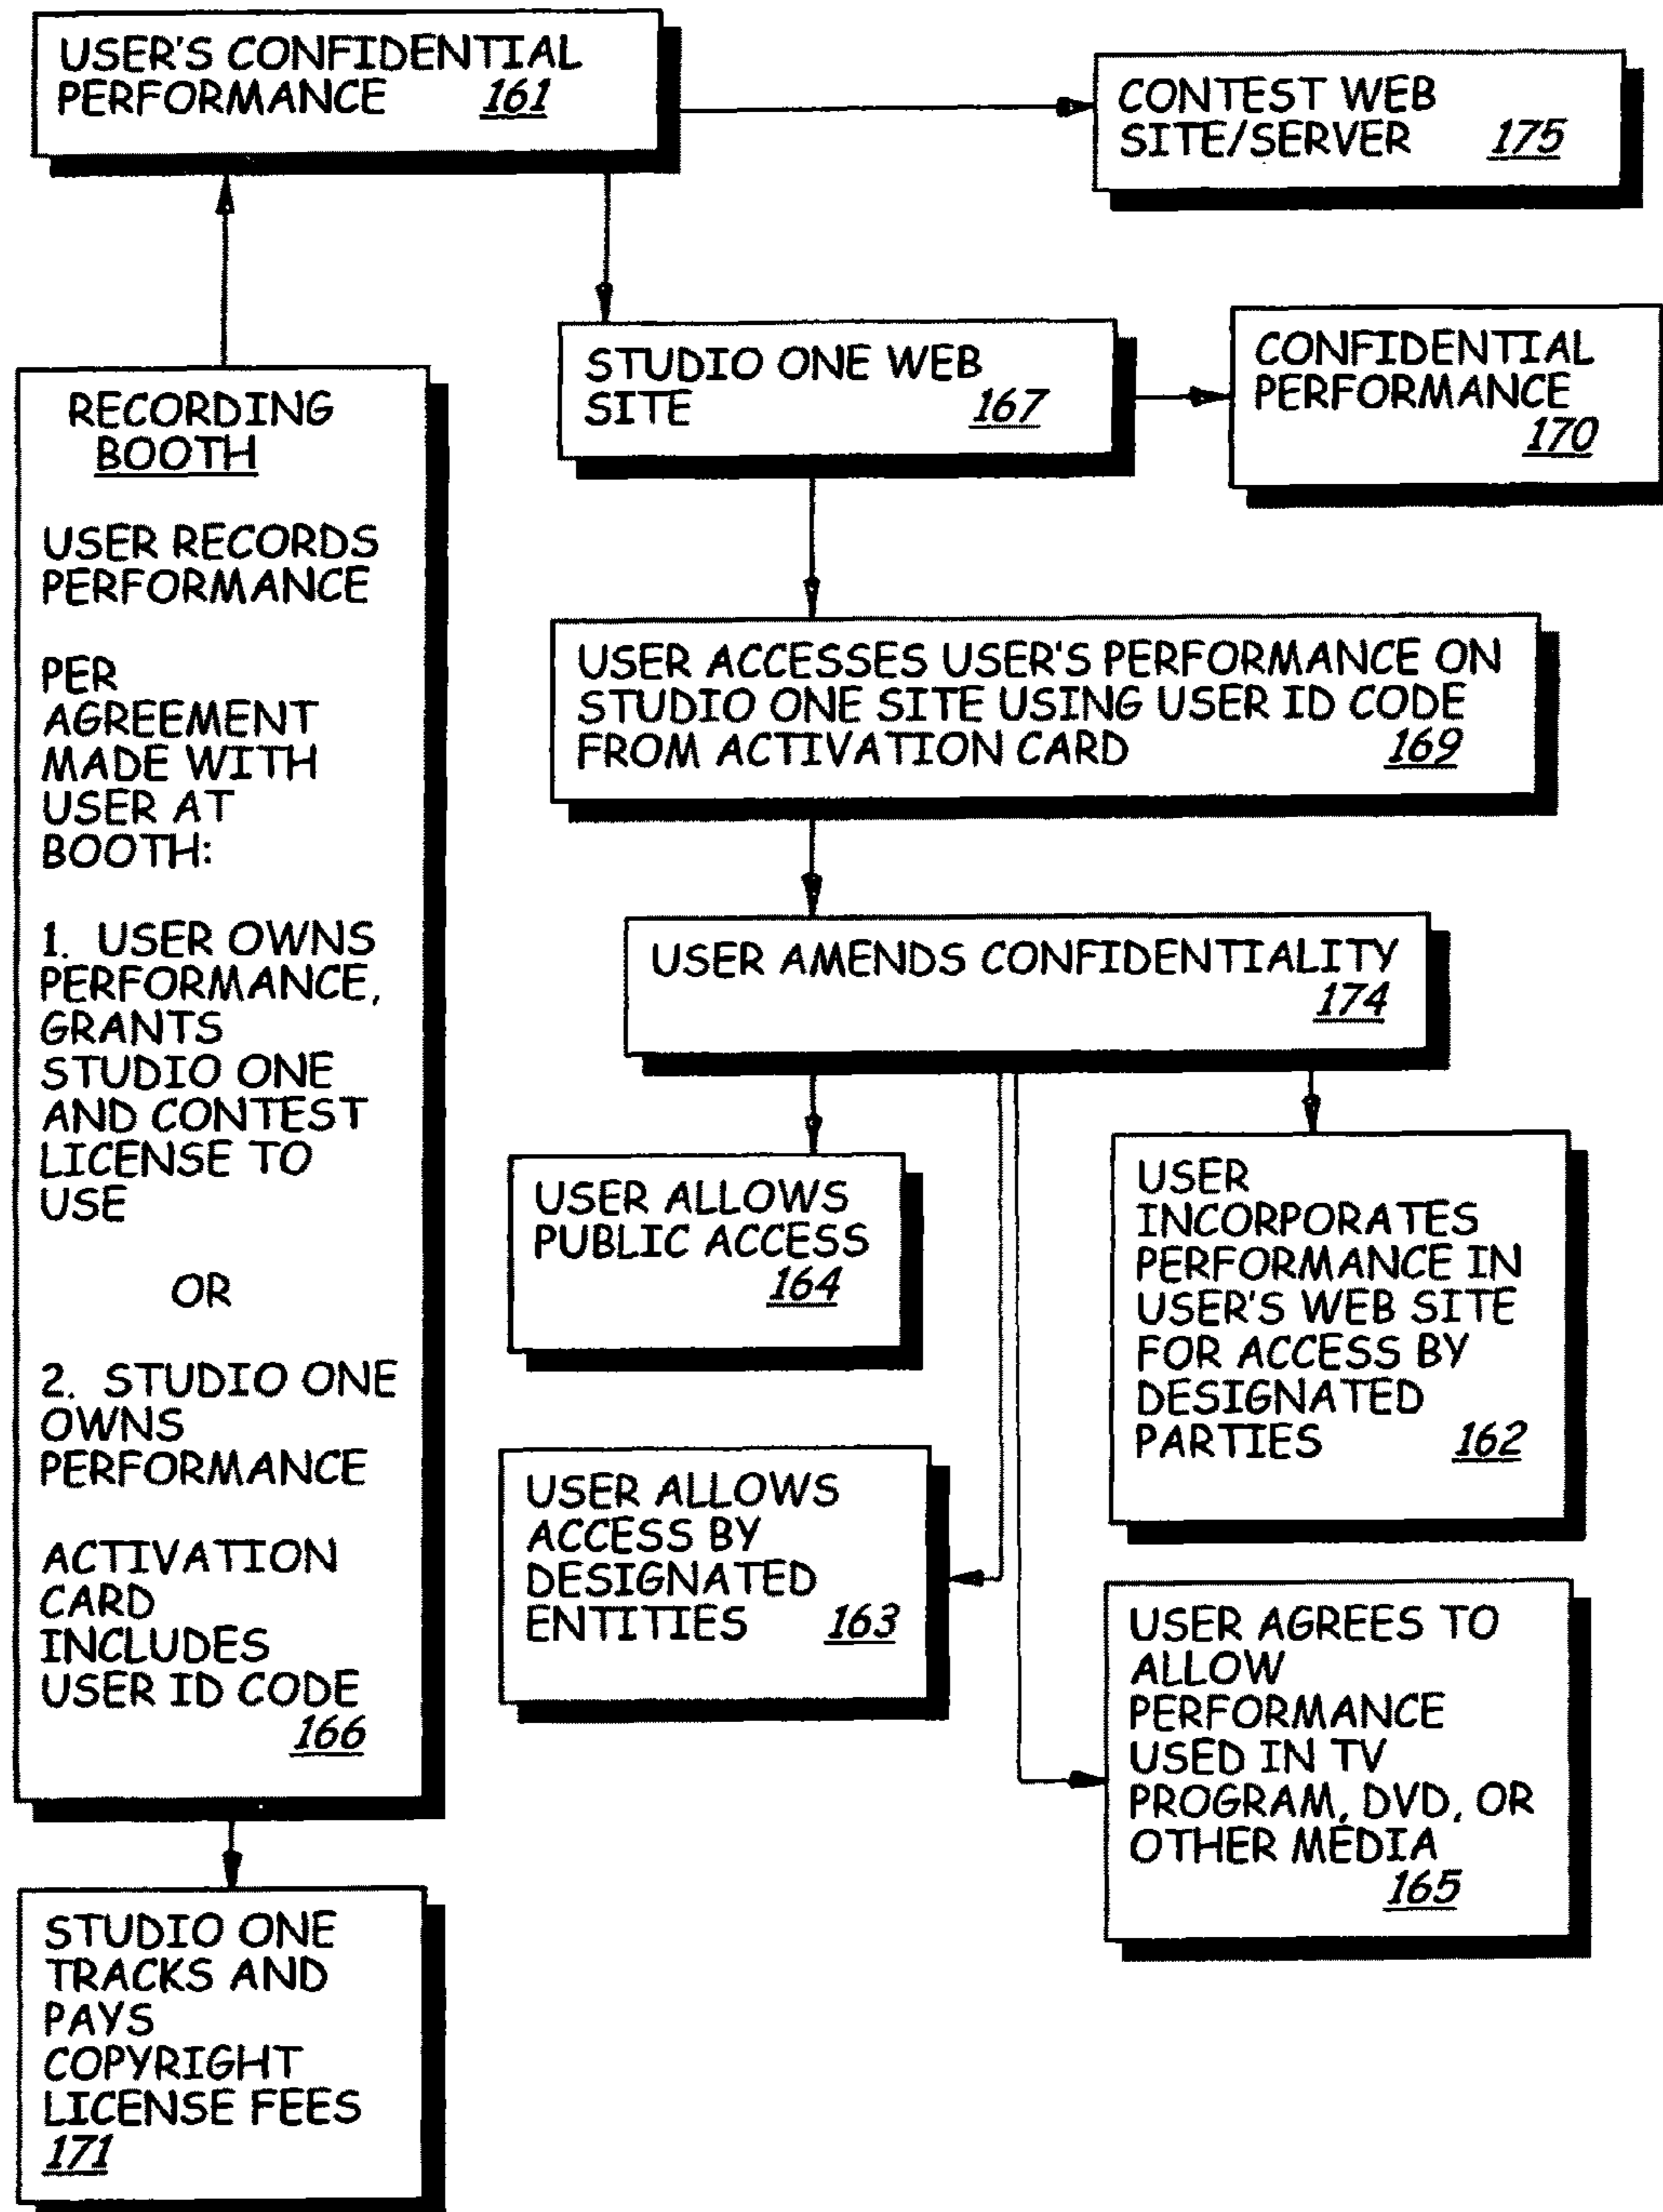 USER'S CONFIDENTIAL
PERFORMANCE 161
CONTEST WEB
SITE/SERVER 175
STUDIO ONE WEB
SITE 167
CONFIDENTIAL
PERFORMANCE
170
RECORDING
BOOTH
USER RECORDS
PERFORMANCE
PER
AGREEMENT
MADE WITH
USER AT
BOOTH:
1. USER OWNS
PERFORMANCE,
GRANTS
STUDIO ONE
AND CONTEST
LICENSE TO
USE
OR
2. STUDIO ONE
OWNS
PERFORMANCE
ACTIVATION
CARD
INCLUDES
USER ID CODE
166
USER ACCESSES USER'S PERFORMANCE ON
STUDIO ONE SITE USING USER ID CODE
FROM ACTIVATION CARD 169
USER AMENDS CONFIDENTIALITY
174
USER ALLOWS
PUBLIC ACCESS
164
USER
INCORPORATES
PERFORMANCE IN
USER'S WEB SITE
FOR ACCESS BY
DESIGNATED
PARTIES 162
USER ALLOWS
ACCESS BY
DESIGNATED
ENTITIES 163
USER AGREES TO
ALLOW
PERFORMANCE
USED IN TV
PROGRAM, DVD, OR
OTHER MEDIA
165
STUDIO ONE
TRACKS AND
PAYS
COPYRIGHT
LICENSE FEES
171